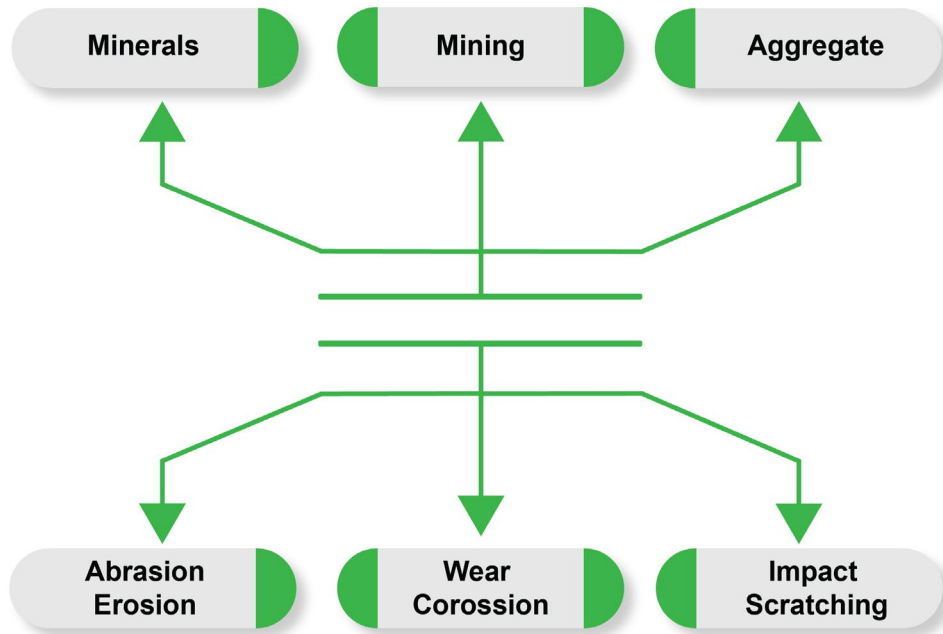 Minerals
Mining
Aggregate
Abrasion
Erosion
Wear
Corossion
Impact
Scratching